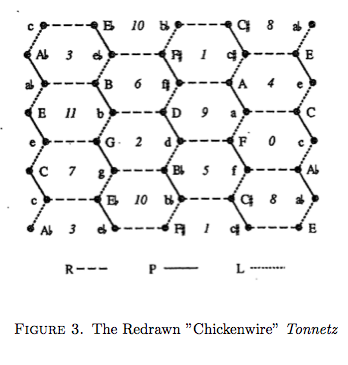 c E♭ 10 b♭ C♯ 8 a♭
A♭ 3 e♭ F♯ 1 c♯ E
a♭ B 6 f♯ A 4 e
E 11 b D 9 a C
e G 2 d F 0 c
C 7 g B♭ 5 f A♭
c E♭ 10 b♭ C♯ 8 a♭
A♭ 3 e♭ F♯ 1 c♯ E
R P L
FIGURE 3. The Redrawn "Chickenwire" Tonnetz